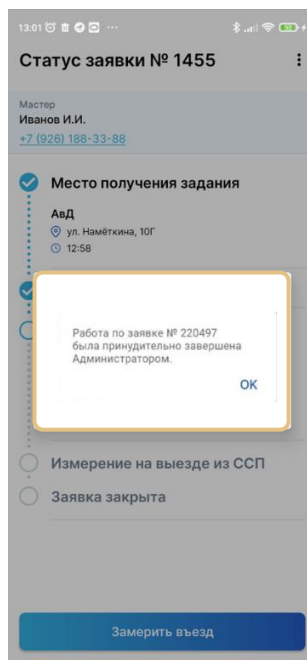 13:01
Статус заявки № 1455
Мастер
Иванов И.И.
+7 (926) 188-33-88
Место получения задания
АвД
ул. Намёткина, 10Г
12:58
Работа по заявке № 220497
была принудительно завершена
Администратором.
OK
Измерение на выезде из ССП
Заявка закрыта
Замерить въезд